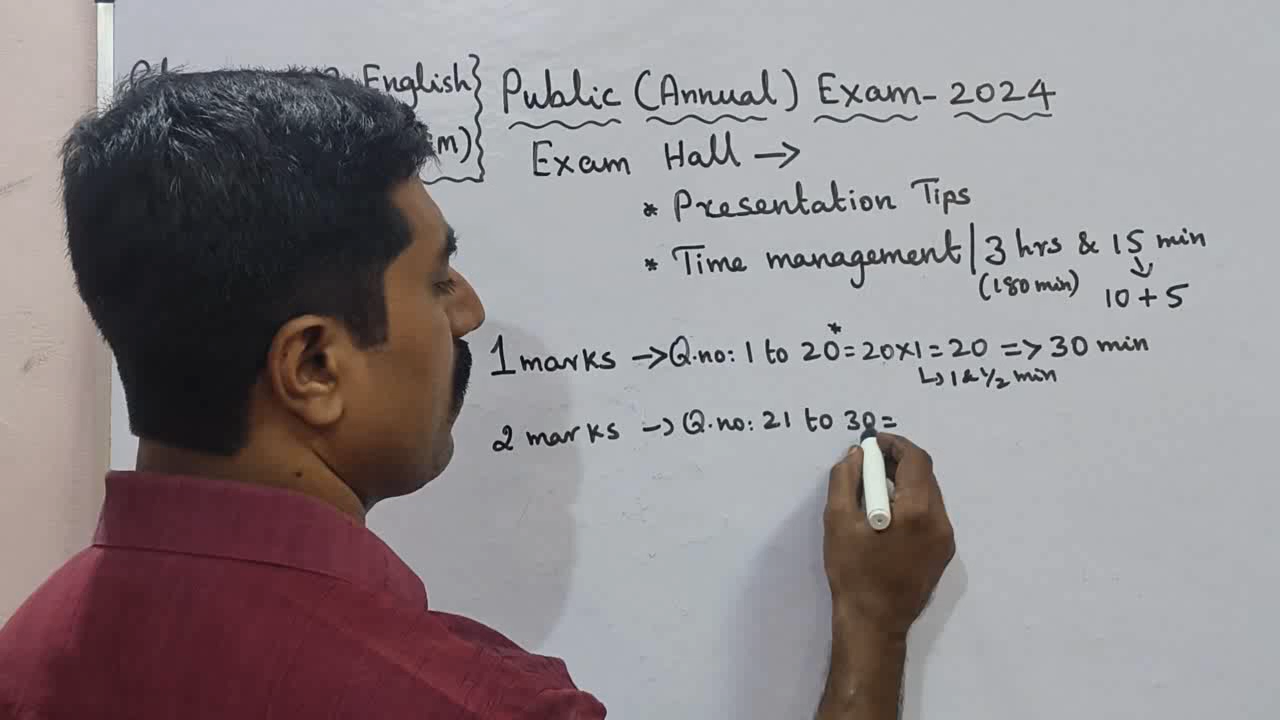 English
Public (Annual) Exam - 2024
Exam Hall →
* Presentation Tips
* Time management | 3 hrs & 15 min
(180 min) 10 + 5
1 marks → Q.no: 1 to 20* = 20×1 = 20 => 30 min
↳ 1 & 1/2 min
2 marks → Q.no: 21 to 30 =